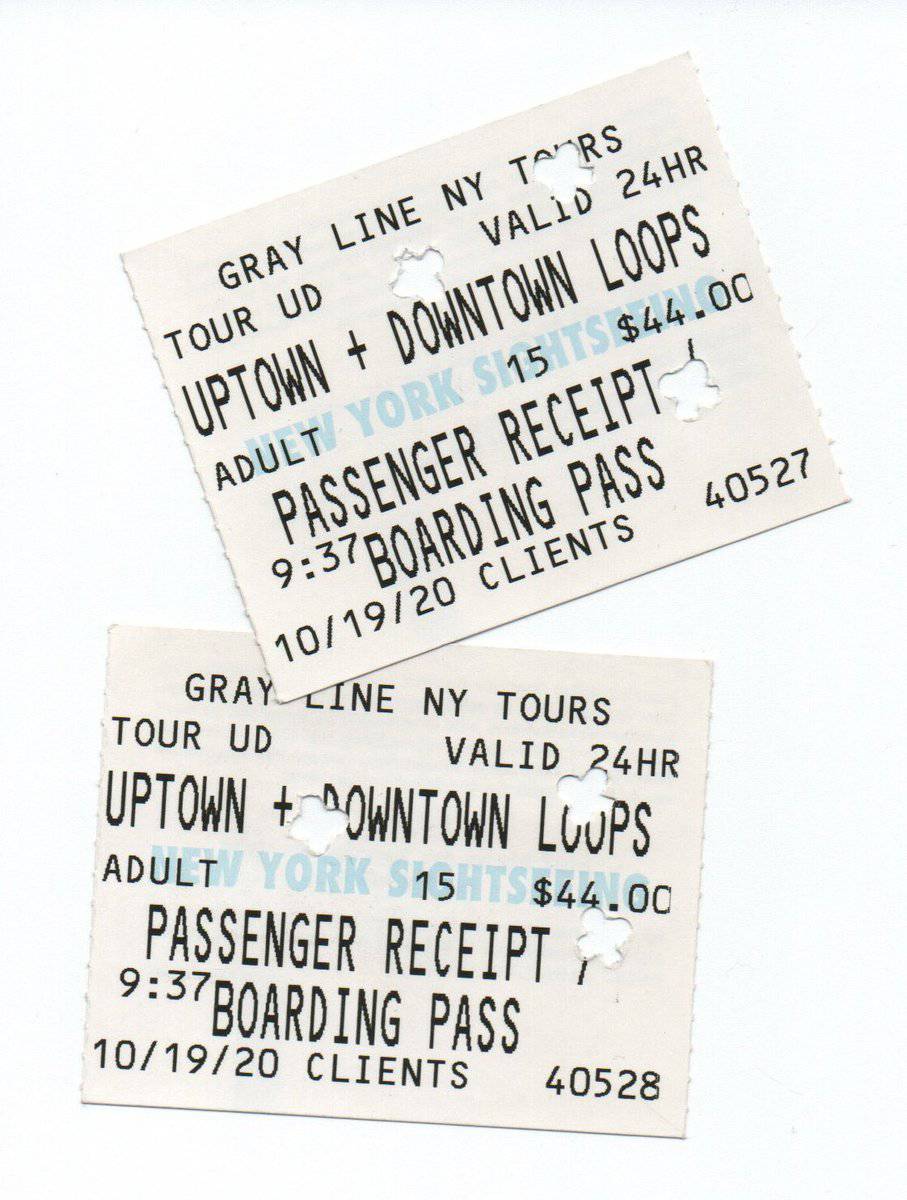 GRAY LINE NY TOURS
TOUR UD VALID 24HR
UPTOWN + DOWNTOWN LOOPS
NEW YORK SIGHTSEEING
ADULT 15 $44.00
PASSENGER RECEIPT /
9:37 BOARDING PASS
10/19/20 CLIENTS 40527
GRAY LINE NY TOURS
TOUR UD VALID 24HR
UPTOWN + DOWNTOWN LOOPS
NEW YORK SIGHTSEEING
ADULT 15 $44.00
PASSENGER RECEIPT /
9:37 BOARDING PASS
10/19/20 CLIENTS 40528